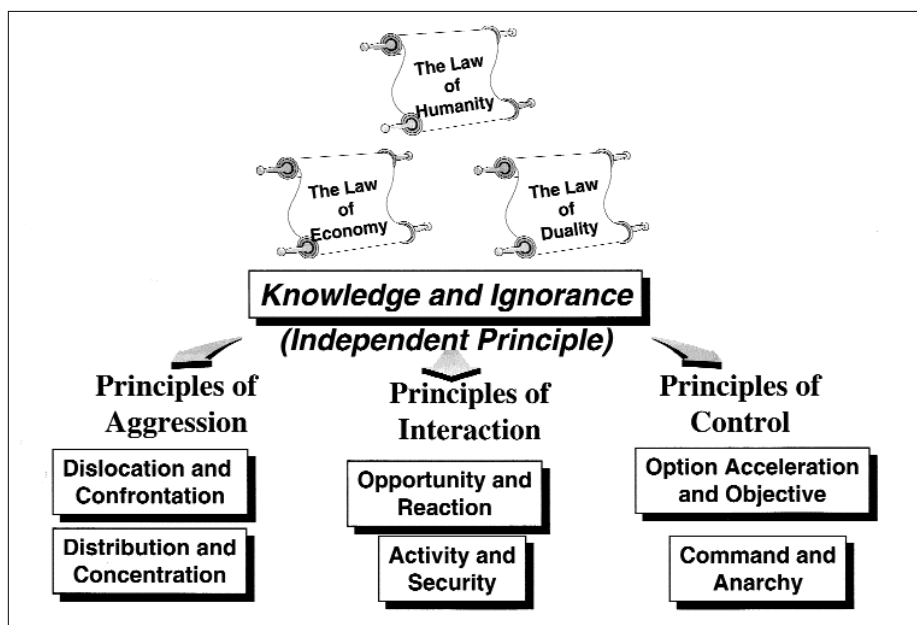 The Law
of
Humanity
The Law
of
Economy
The Law
of
Duality
Knowledge and Ignorance
(Independent Principle)
Principles of
Aggression
Dislocation and
Confrontation
Distribution and
Concentration
Principles of
Interaction
Opportunity and
Reaction
Activity and
Security
Principles of
Control
Option Acceleration
and Objective
Command and
Anarchy